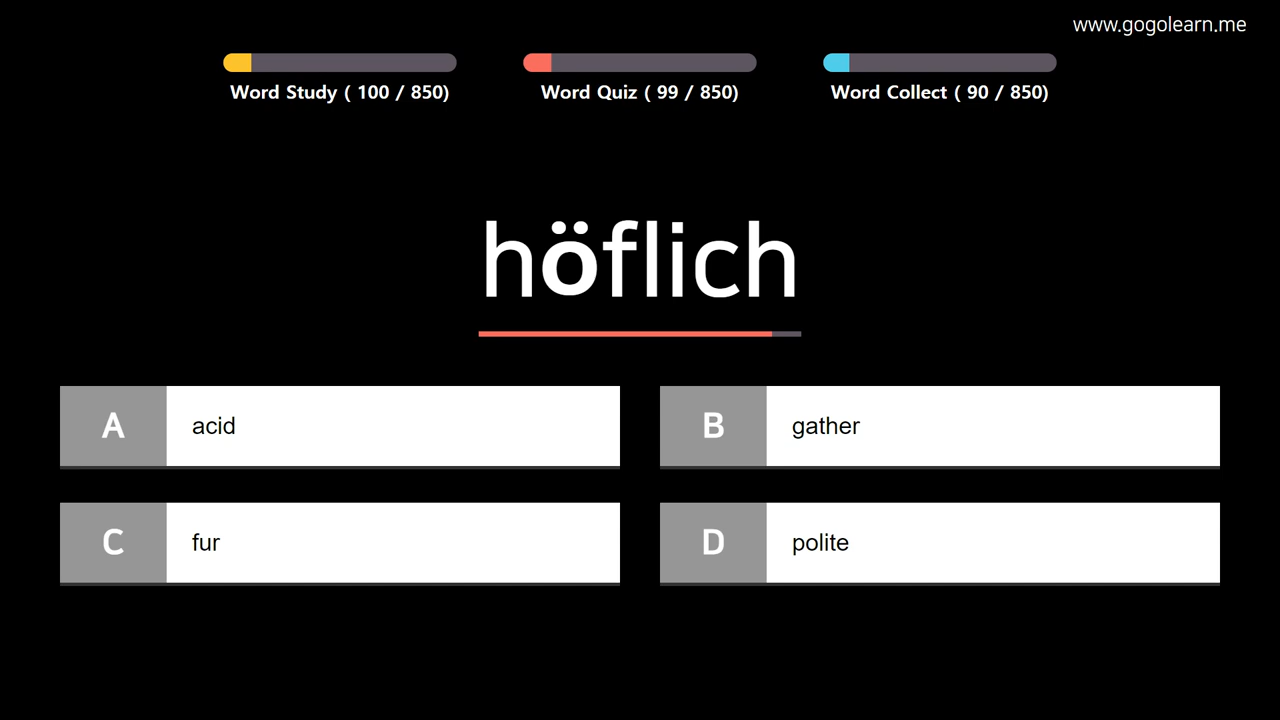 www.gogolearn.me
Word Study ( 100 / 850)
Word Quiz ( 99 / 850)
Word Collect ( 90 / 850)
höflich
A acid
B gather
C fur
D polite